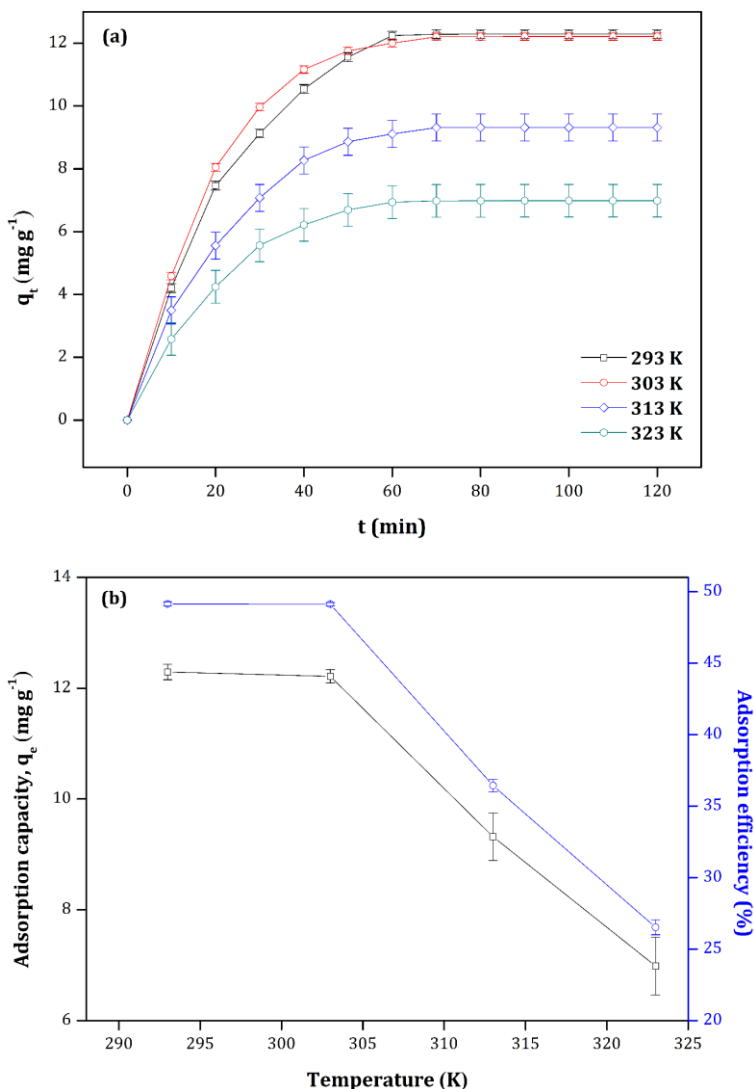 (a)
12
10
8
6
4
2
0
q_t (mg g^-1)
293 K
303 K
313 K
323 K
0 20 40 60 80 100 120
t (min)
(b)
14
12
10
8
6
Adsorption capacity, q_e (mg g^-1)
50
45
40
35
30
25
20
Adsorption efficiency (%)
290 295 300 305 310 315 320 325
Temperature (K)